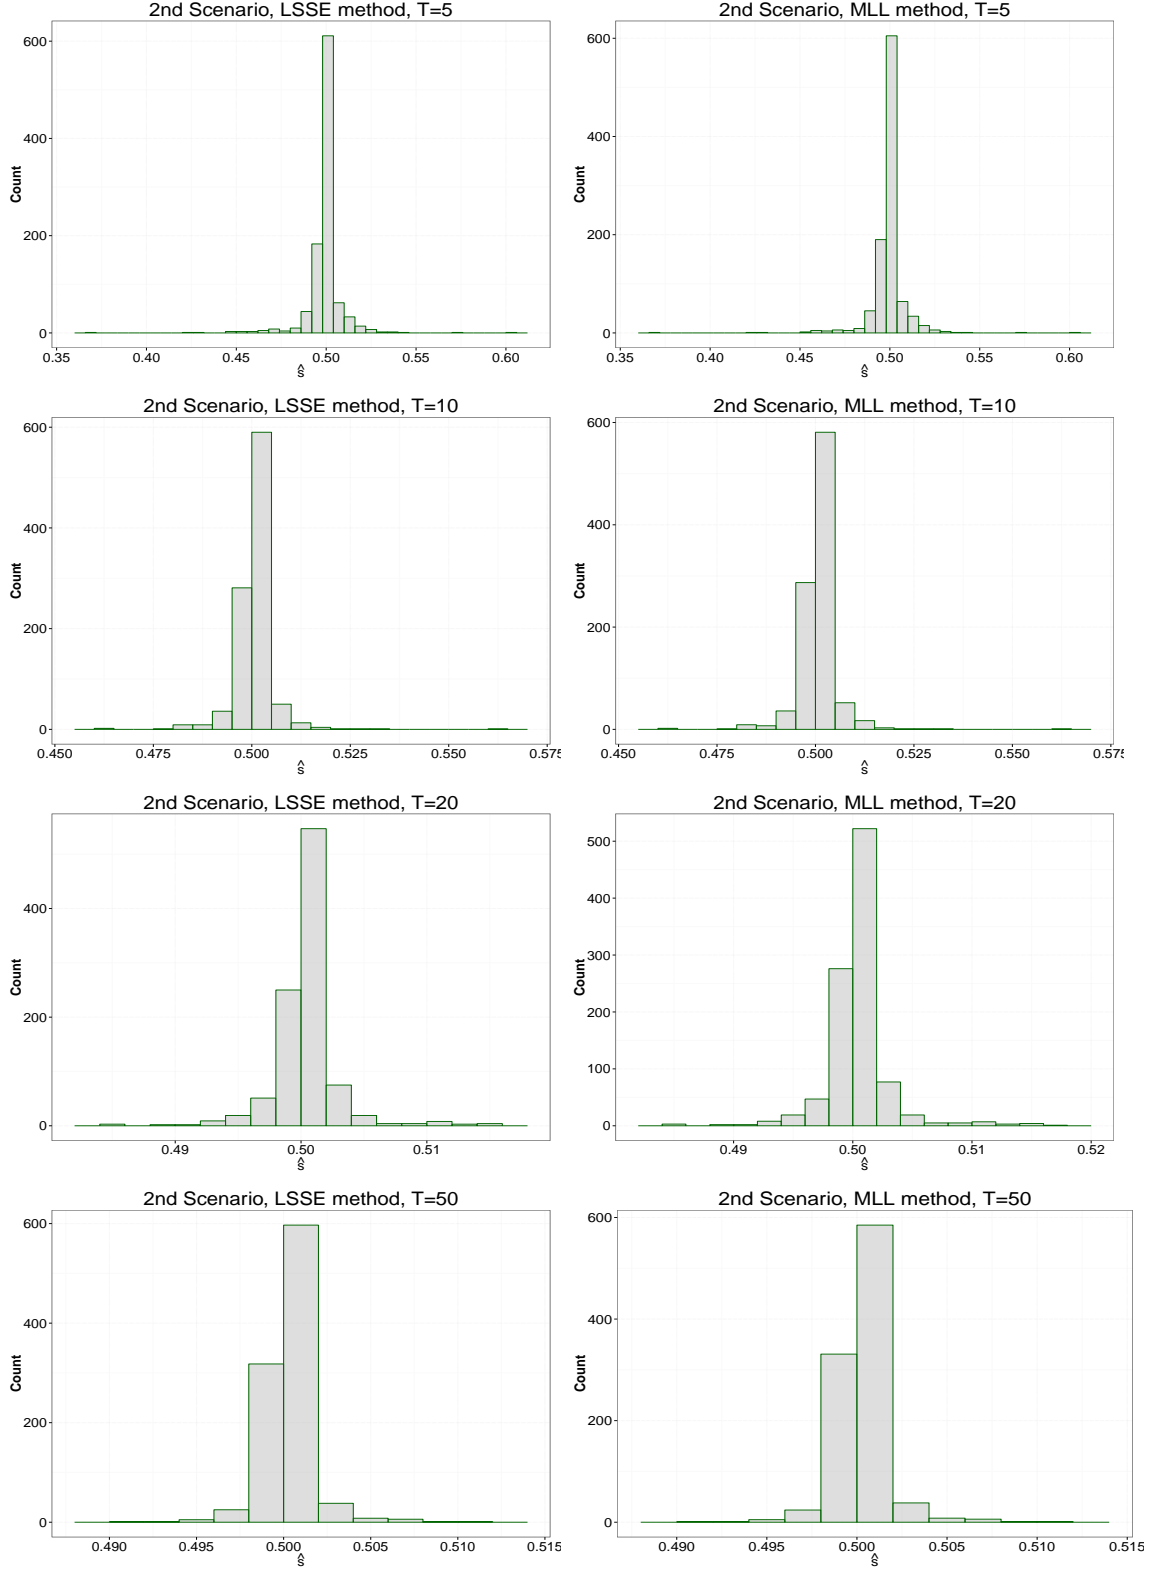 2nd Scenario, LSSE method, T=5
600
400
200
0
Count
0.35 0.40 0.45 0.50 0.55 0.60
ŝ
2nd Scenario, MLL method, T=5
600
400
200
0
Count
0.35 0.40 0.45 0.50 0.55 0.60
ŝ
2nd Scenario, LSSE method, T=10
600
400
200
0
Count
0.450 0.475 0.500 0.525 0.550 0.575
ŝ
2nd Scenario, MLL method, T=10
600
400
200
0
Count
0.450 0.475 0.500 0.525 0.550 0.575
ŝ
2nd Scenario, LSSE method, T=20
400
200
0
Count
0.49 0.50 0.51
ŝ
2nd Scenario, MLL method, T=20
500
400
300
200
100
0
Count
0.49 0.50 0.51 0.52
ŝ
2nd Scenario, LSSE method, T=50
600
400
200
0
Count
0.490 0.495 0.500 0.505 0.510 0.515
ŝ
2nd Scenario, MLL method, T=50
600
400
200
0
Count
0.490 0.495 0.500 0.505 0.510 0.515
ŝ